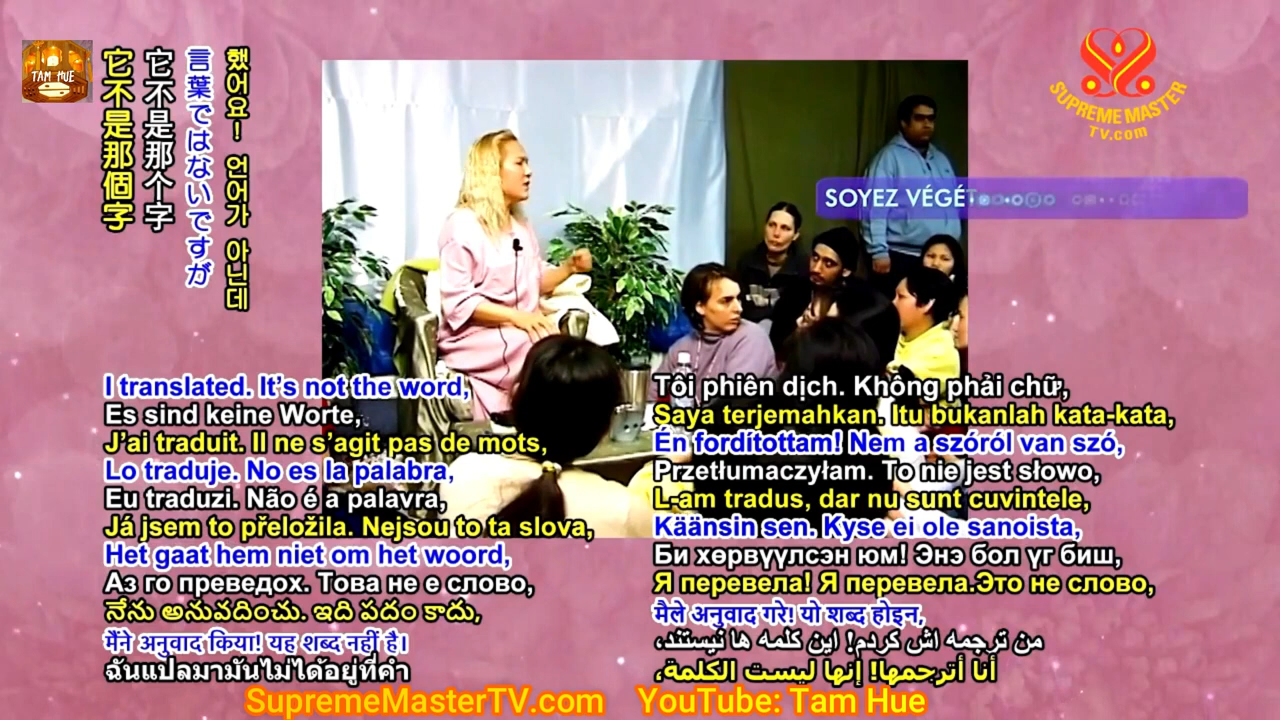 TAM HUE
它不是那個字
它不是那个字
言葉ではないですが
했어요! 언어가 아닌데
SUPREME MASTER
TV.com
SOYEZ VÉGÉT
I translated. It's not the word,
Es sind keine Worte,
J'ai traduit. Il ne s'agit pas de mots,
Lo traduje. No es la palabra,
Eu traduzi. Não é a palavra,
Já jsem to přeložila. Nejsou to ta slova,
Het gaat hem niet om het woord,
Аз го преведох. Това не е слово,
నేను అనువదించు. ఇది పదం కాదు,
मैंने अनुवाद किया! यह शब्द नहीं है।
ฉันแปลมามันไม่ได้อยู่ที่คำ
Tôi phiên dịch. Không phải chữ,
Saya terjemahkan. Itu bukanlah kata-kata,
Én fordítottam! Nem a szóról van szó,
Przetłumaczyłam. To nie jest słowo,
L-am tradus, dar nu sunt cuvintele,
Käänsin sen. Kyse ei ole sanoista,
Би хөрвүүлсэн юм! Энэ бол үг биш,
Я перевела! Я перевела.Это не слово,
मैले अनुवाद गरे! यो शब्द होइन,
من ترجمه اش کردم! این کلمه ها نیستند،
أنا أترجمها! إنها ليست الكلمة،
SupremeMasterTV.com YouTube: Tam Hue